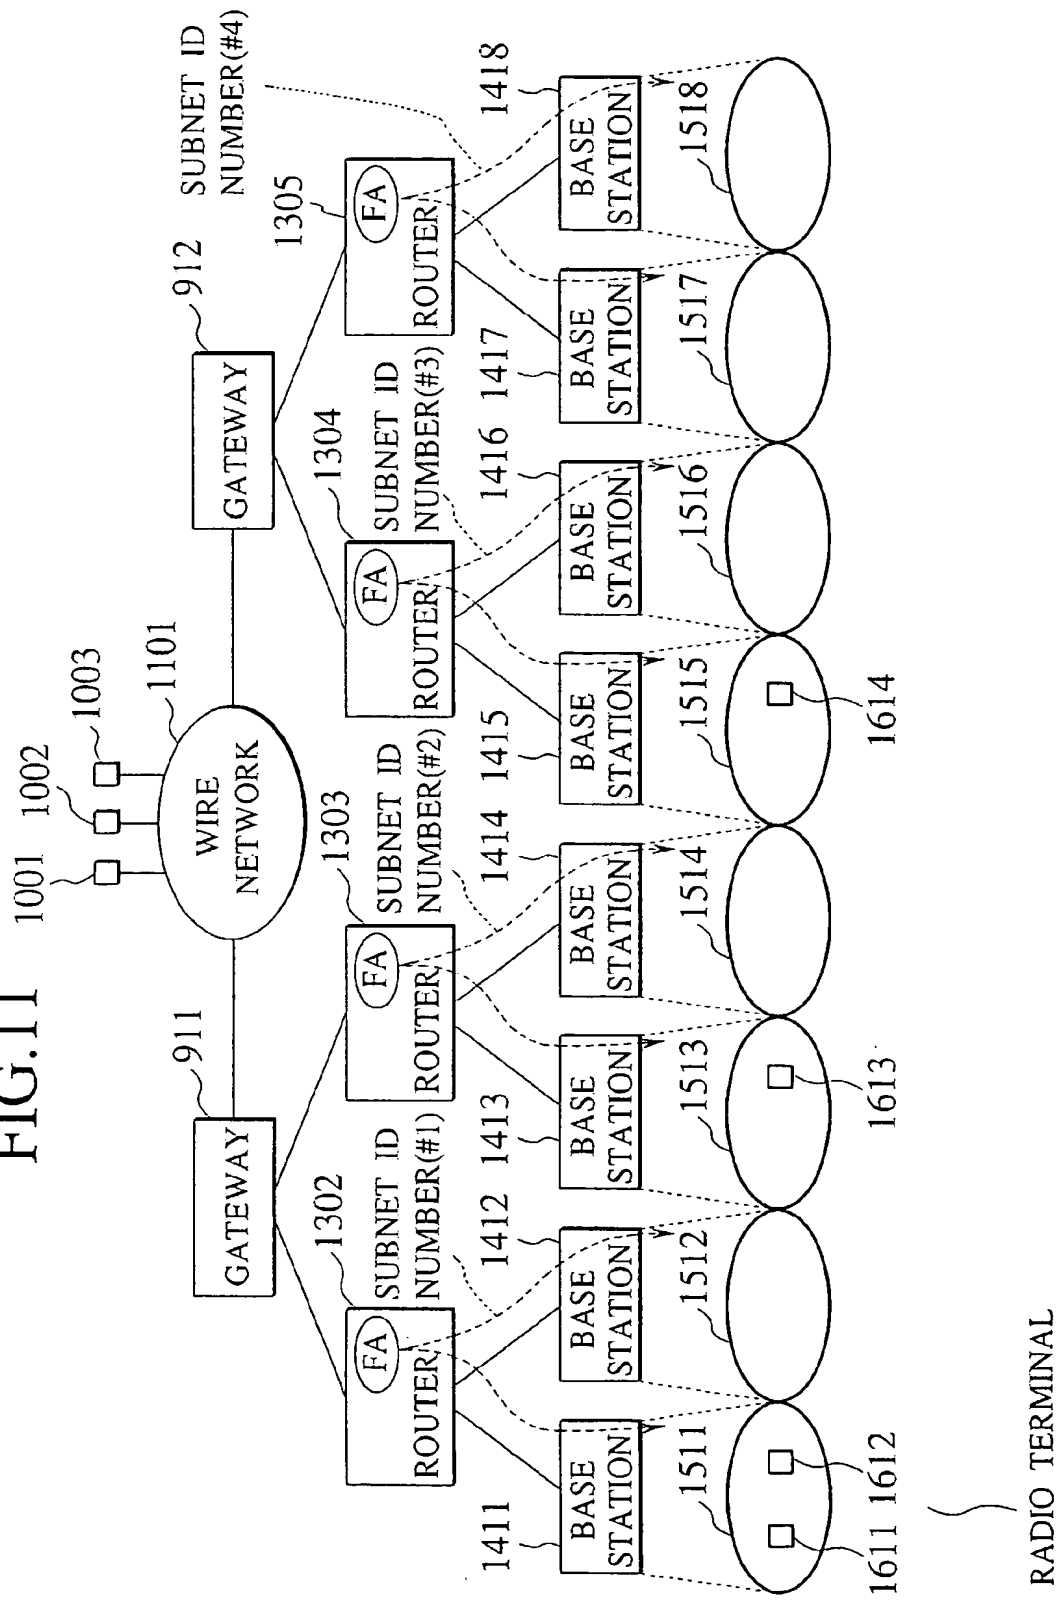 FIG.11
1001
1002
1003
1101
WIRE
NETWORK
911
GATEWAY
912
GATEWAY
1302
FA
ROUTER
SUBNET ID
NUMBER(#1)
1303
FA
ROUTER
SUBNET ID
NUMBER(#2)
1304
FA
ROUTER
SUBNET ID
NUMBER(#3)
1305
FA
ROUTER
SUBNET ID
NUMBER(#4)
1411
BASE
STATION
1412
BASE
STATION
1413
BASE
STATION
1414
BASE
STATION
1415
BASE
STATION
1416
BASE
STATION
1417
BASE
STATION
1418
BASE
STATION
1511
1512
1513
1514
1515
1516
1517
1518
1611
1612
1613
1614
RADIO TERMINAL